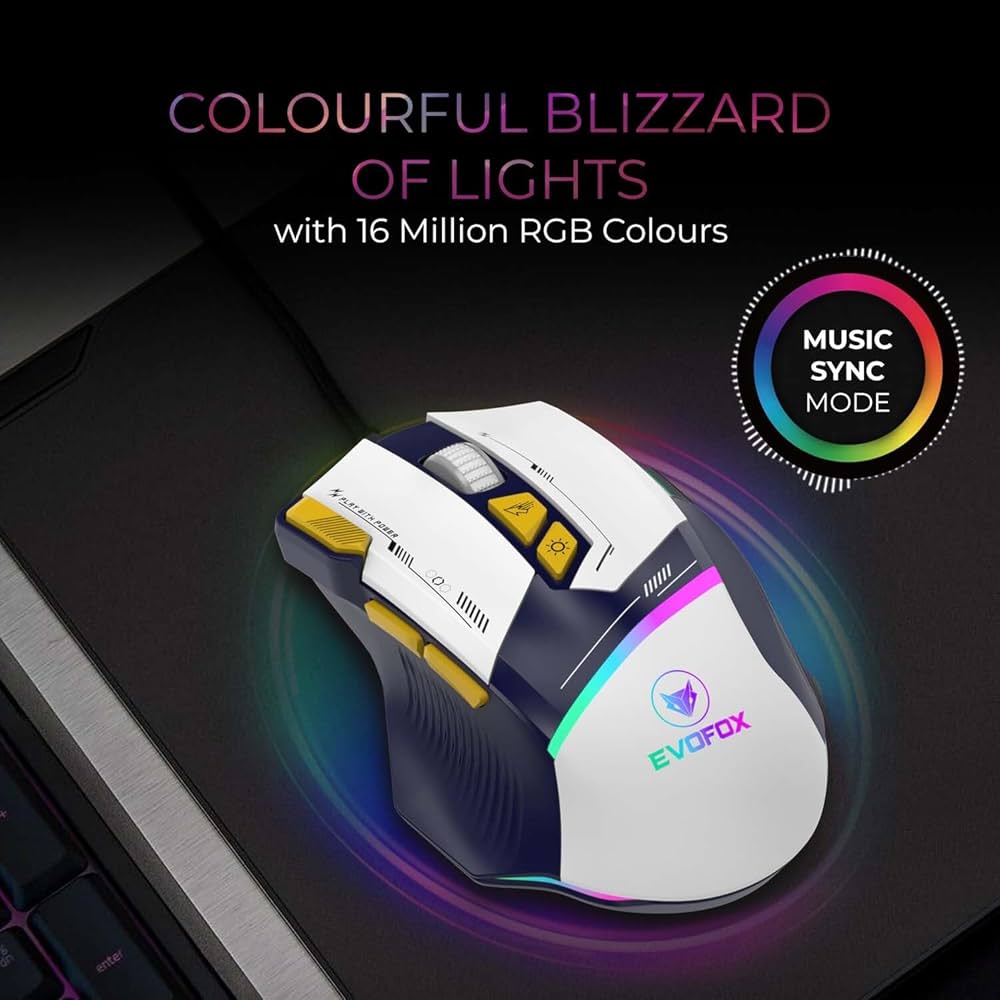 COLOURFUL BLIZZARD
OF LIGHTS
with 16 Million RGB Colours
MUSIC
SYNC
MODE
PLAY WITH POWER
EVOFOX
enter